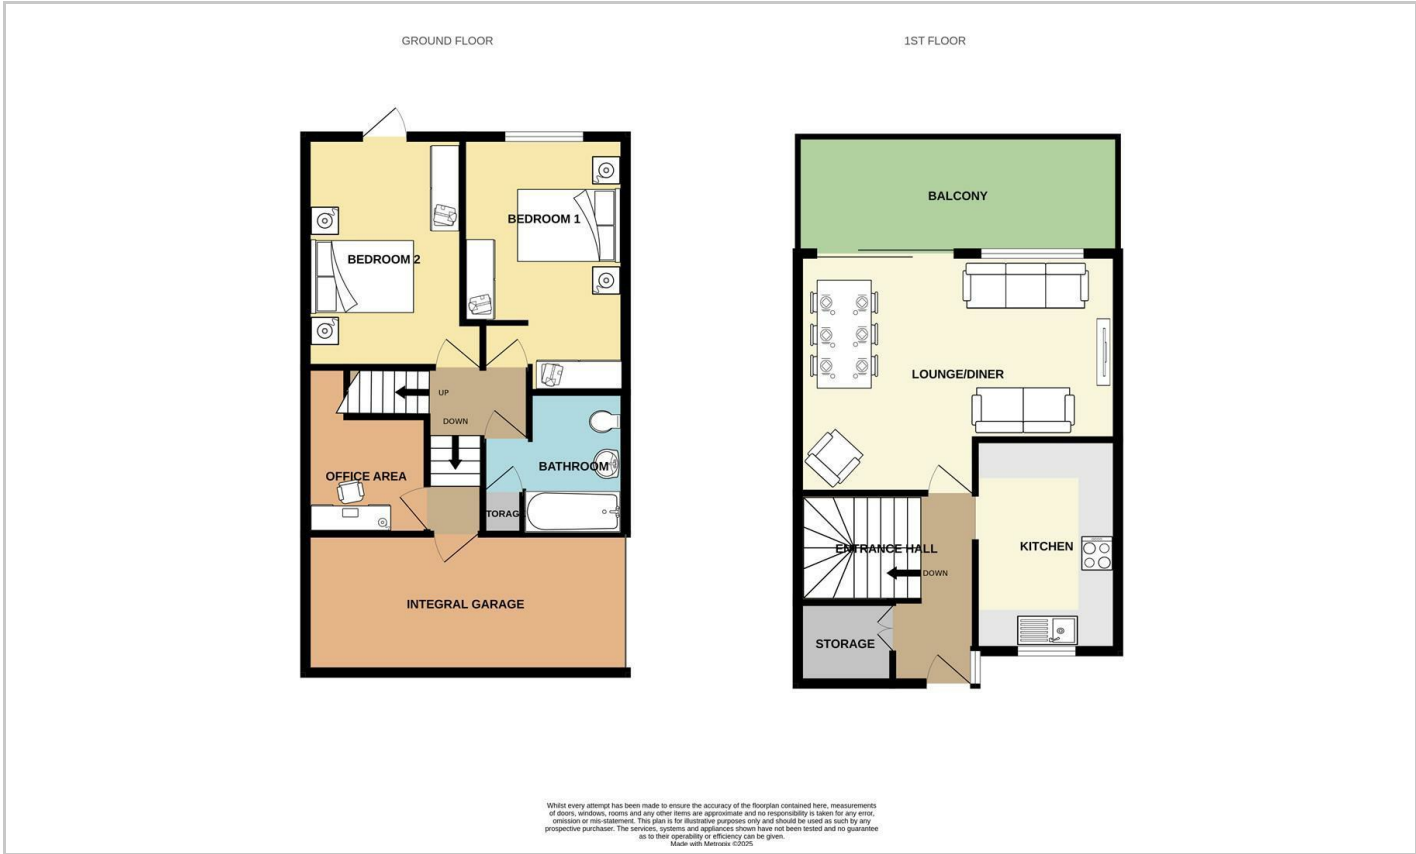 GROUND FLOOR
1ST FLOOR
BEDROOM 1
BEDROOM 2
UP
DOWN
OFFICE AREA
BATHROOM
TORAG
INTEGRAL GARAGE
BALCONY
LOUNGE/DINER
ENTRANCE HALL
DOWN
KITCHEN
STORAGE
Whilst every attempt has been made to ensure the accuracy of the floorplan contained here, measurements
of doors, windows, rooms and any other items are approximate and no responsibility is taken for any error,
omission or mis-statement. This plan is for illustrative purposes only and should be used as such by any
prospective purchaser. The services, systems and appliances shown have not been tested and no guarantee
as to their operability or efficiency can be given.
Made with Metropix ©2025